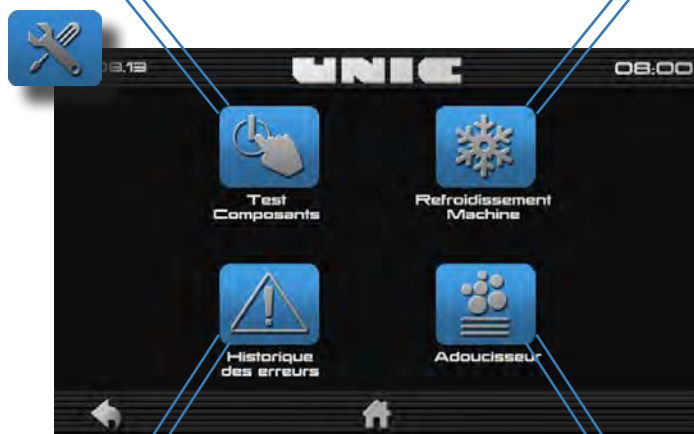 UNIC
08:00
Test
Composants
Refroidissement
Machine
Historique
des erreurs
Adoucisseur